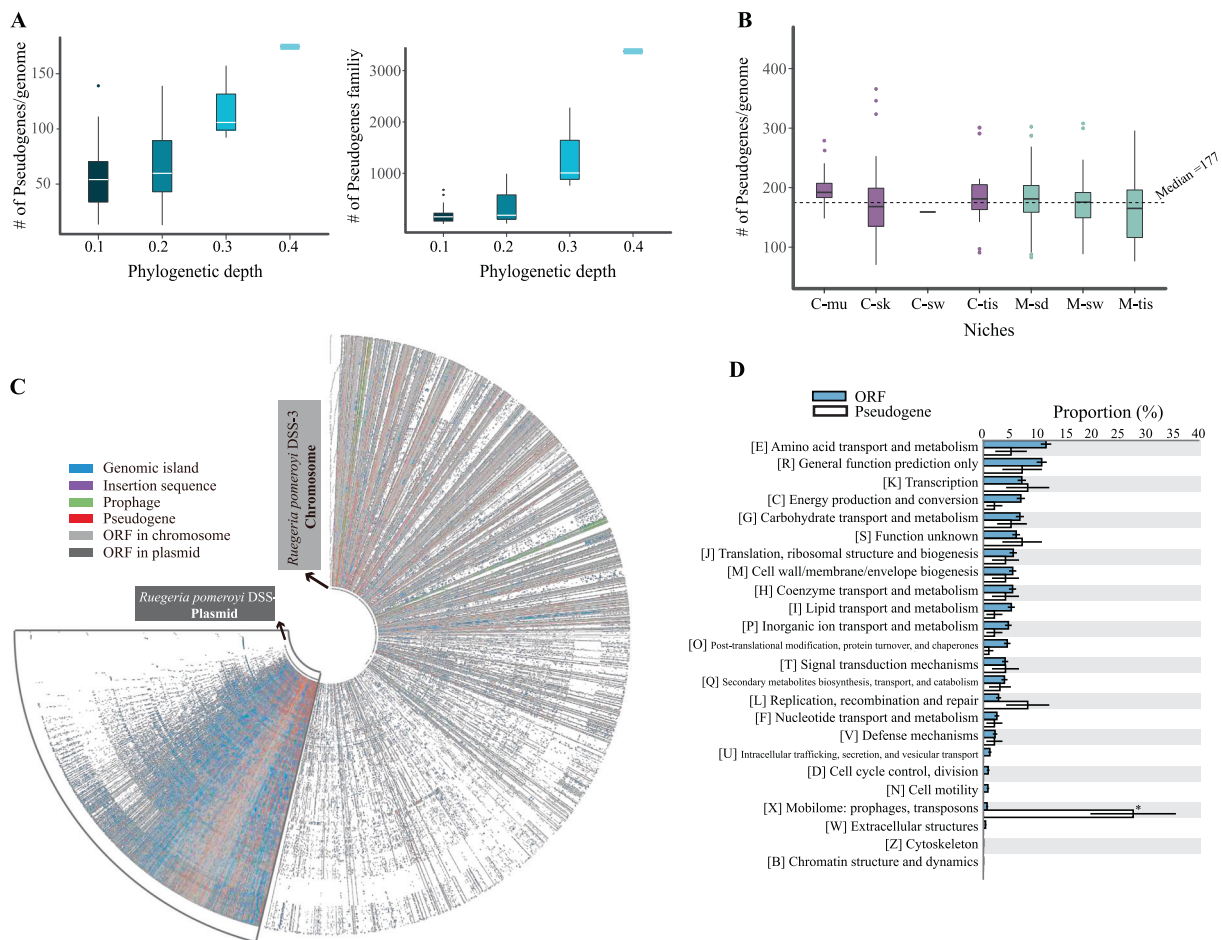 A
# of Pseudogenes/genome
150
100
50
0.1
0.2
0.3
0.4
Phylogenetic depth
# of Pseudogenes familiy
3000
2000
1000
0.1
0.2
0.3
0.4
Phylogenetic depth
B
# of Pseudogenes/genome
400
300
200
100
Median =177
C-mu
C-sk
C-sw
C-tis
M-sd
M-sw
M-tis
Niches
C
Genomic island
Insertion sequence
Prophage
Pseudogene
ORF in chromosome
ORF in plasmid
Ruegeria pomeroyi DSS-3
Chromosome
Ruegeria pomeroyi DSS-
Plasmid
D
ORF
Pseudogene
Proportion (%)
0 5 10 15 20 25 30 35 40
[E] Amino acid transport and metabolism
[R] General function prediction only
[K] Transcription
[C] Energy production and conversion
[G] Carbohydrate transport and metabolism
[S] Function unknown
[J] Translation, ribosomal structure and biogenesis
[M] Cell wall/membrane/envelope biogenesis
[H] Coenzyme transport and metabolism
[I] Lipid transport and metabolism
[P] Inorganic ion transport and metabolism
[O] Post-translational modification, protein turnover, and chaperones
[T] Signal transduction mechanisms
[Q] Secondary metabolites biosynthesis, transport, and catabolism
[L] Replication, recombination and repair
[F] Nucleotide transport and metabolism
[V] Defense mechanisms
[U] Intracellular trafficking, secretion, and vesicular transport
[D] Cell cycle control, division
[N] Cell motility
[X] Mobilome: prophages, transposons
*
[W] Extracellular structures
[Z] Cytoskeleton
[B] Chromatin structure and dynamics